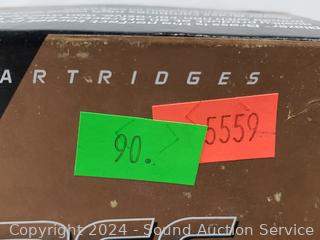 ARTRIDGES
90.
5559
Copyright 2024 - Sound Auction Service